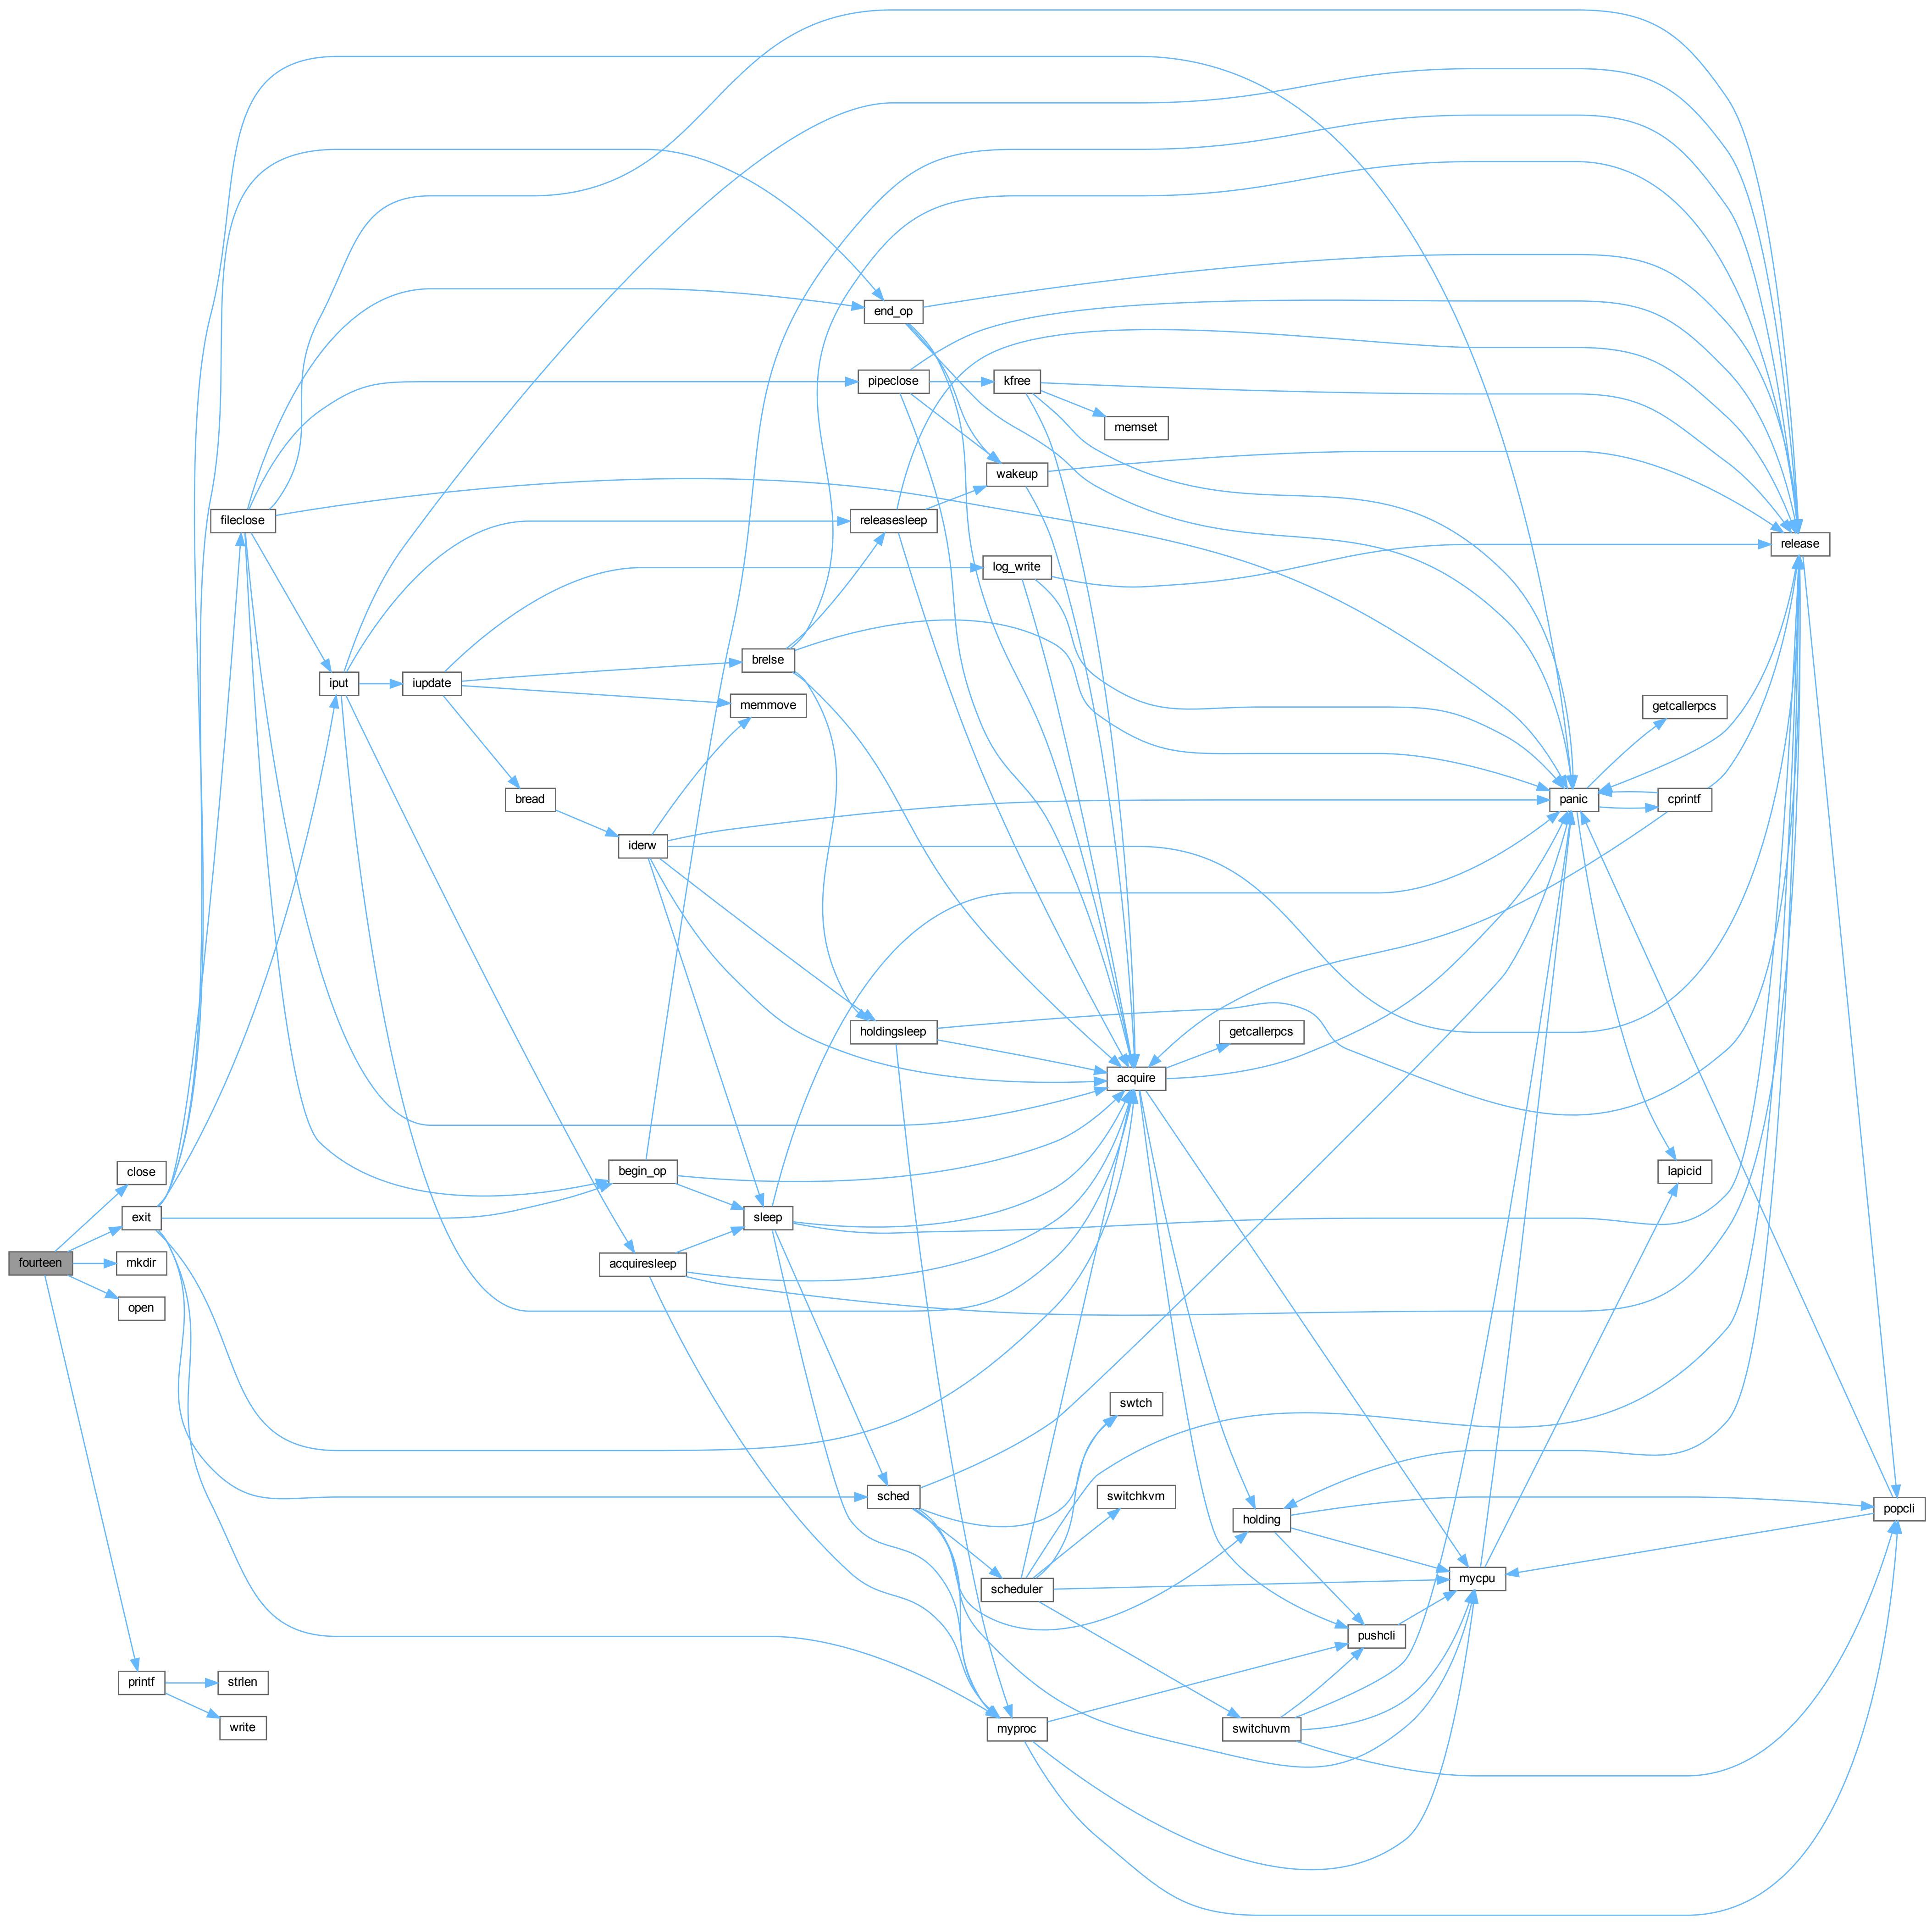 end_op
pipeclose
kfree
memset
wakeup
fileclose
releasesleep
release
log_write
brelse
iput
iupdate
memmove
getcallerpcs
bread
panic
cprintf
iderw
holdingsleep
getcallerpcs
acquire
close
begin_op
lapicid
exit
sleep
fourteen
mkdir
acquiresleep
open
swtch
sched
switchkvm
holding
popcli
scheduler
mycpu
pushcli
printf
strlen
write
myproc
switchuvm